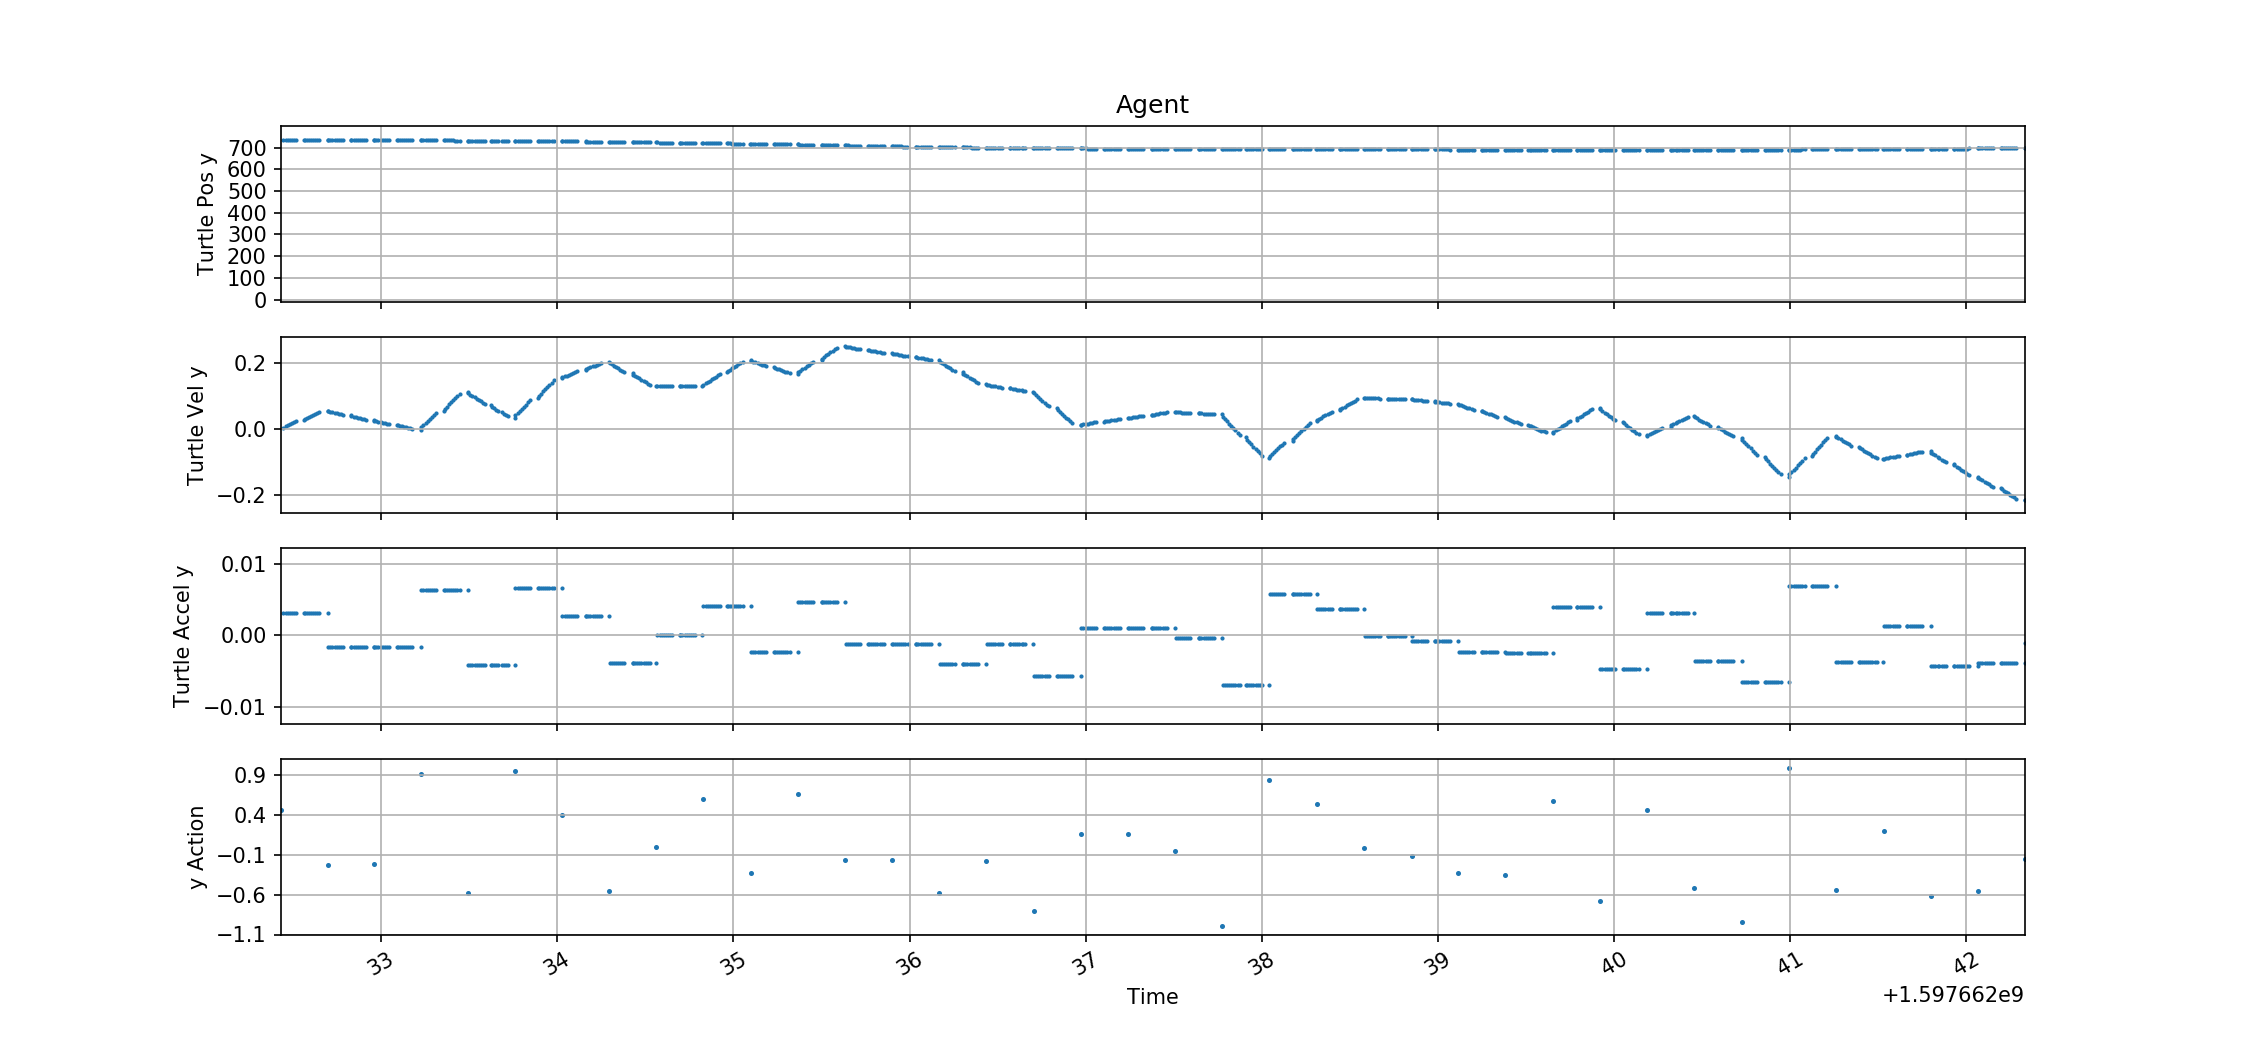 Agent
Turtle Pos y
700
600
500
400
300
200
100
0
Turtle Vel y
0.2
0.0
−0.2
Turtle Accel y
0.01
0.00
−0.01
y Action
0.9
0.4
−0.1
−0.6
−1.1
33 34 35 36 37 38 39 40 41 42
Time
+1.597662e9